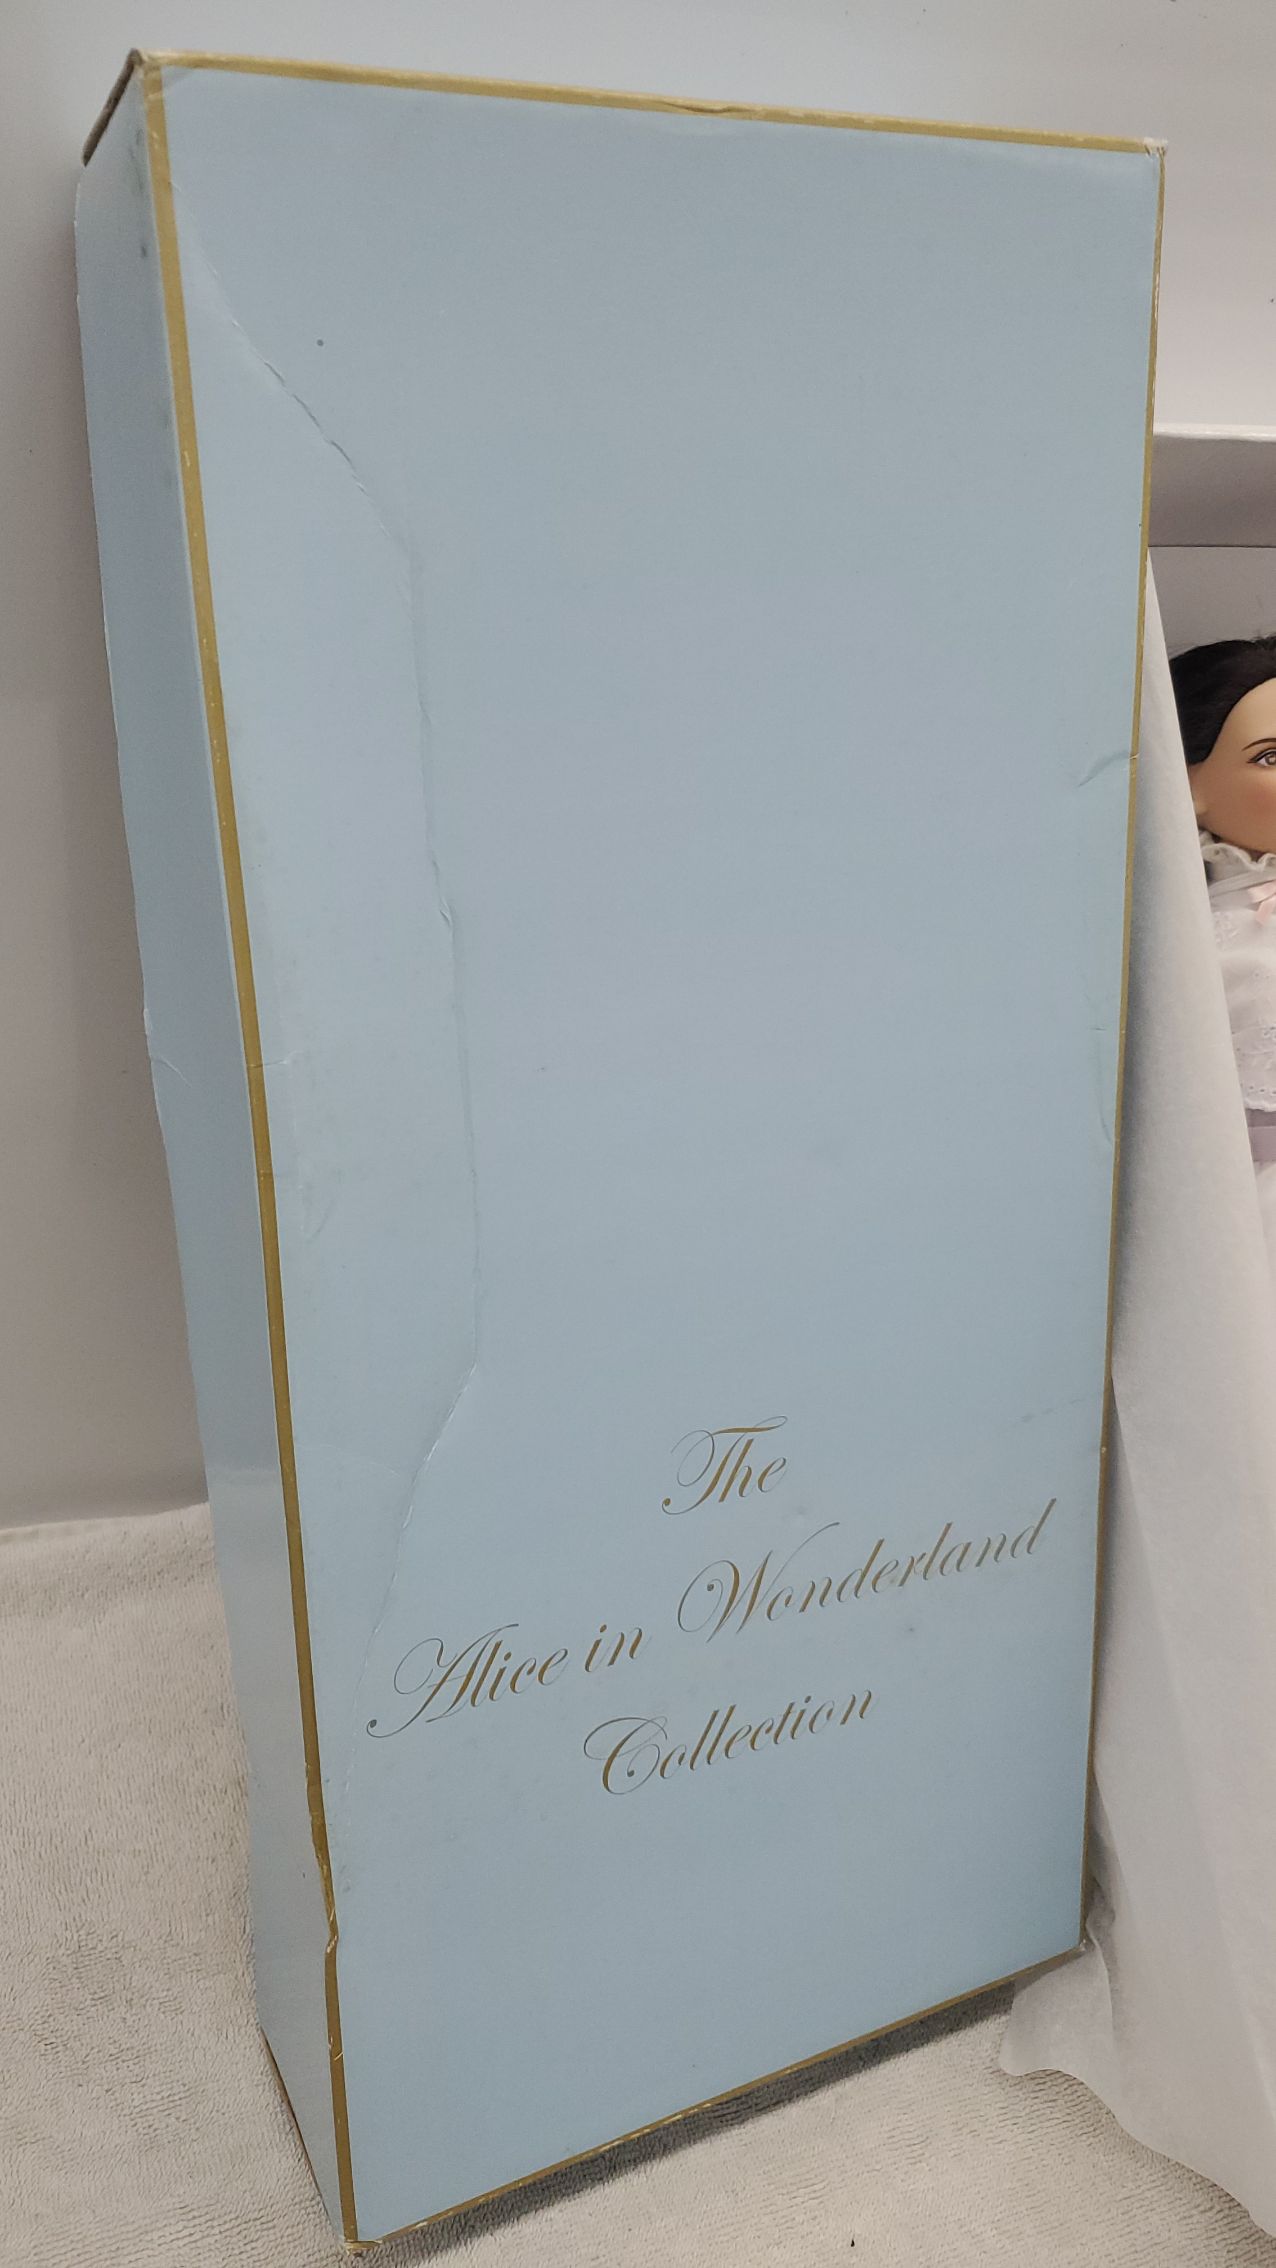 The
Alice in Wonderland
Collection